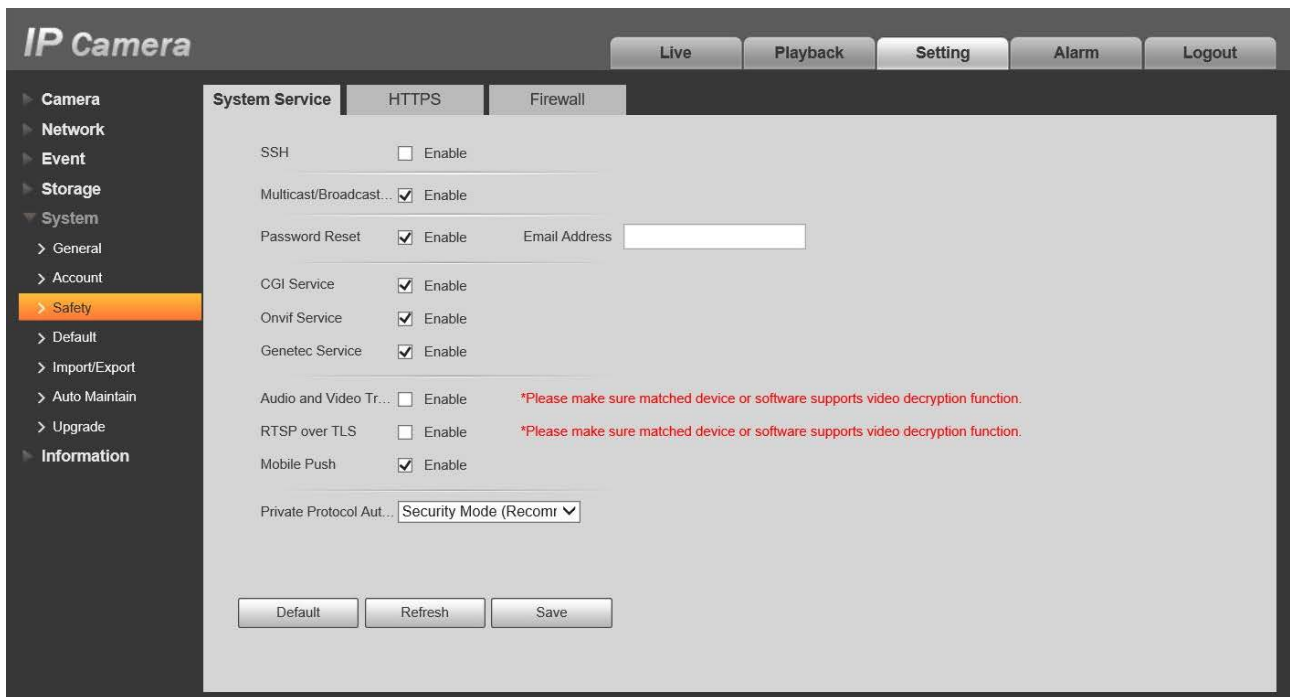 IP Camera
Live Playback Setting Alarm Logout
Camera
Network
Event
Storage
System
General
Account
Safety
Default
Import/Export
Auto Maintain
Upgrade
Information
System Service HTTPS Firewall
SSH Enable
Multicast/Broadcast... Enable
Password Reset Enable Email Address
CGI Service Enable
Onvif Service Enable
Genetec Service Enable
Audio and Video Tr... Enable *Please make sure matched device or software supports video decryption function.
RTSP over TLS Enable *Please make sure matched device or software supports video decryption function.
Mobile Push Enable
Private Protocol Aut... Security Mode (Recomr
Default Refresh Save